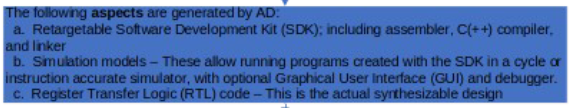 The following aspects are generated by AD:
a. Retargetable Software Development Kit (SDK); including assembler, C(++) compiler,
and linker
b. Simulation models – These allow running programs created with the SDK in a cycle or
instruction accurate simulator, with optional Graphical User Interface (GUI) and debugger.
c. Register Transfer Logic (RTL) code – This is the actual synthesizable design